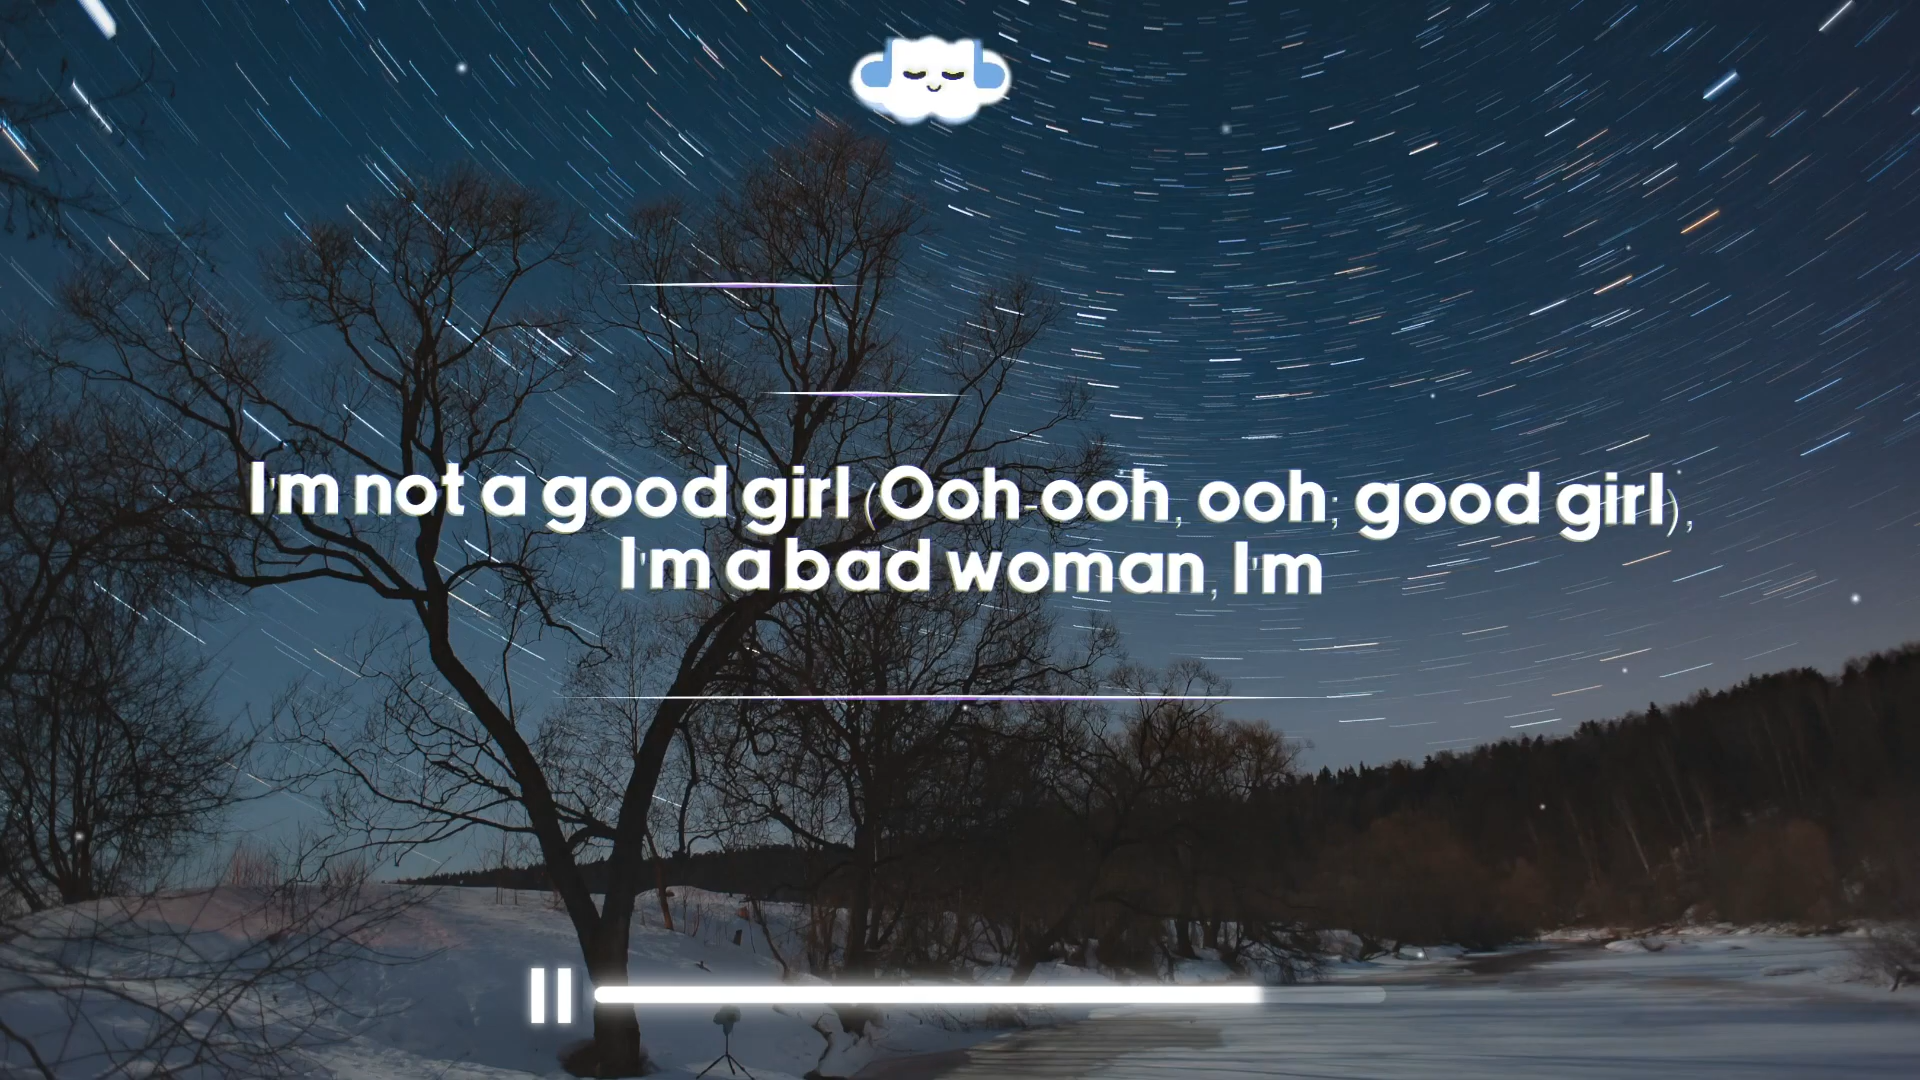 I'm not a good girl (Ooh-ooh, ooh; good girl),
I'm a bad woman, I'm